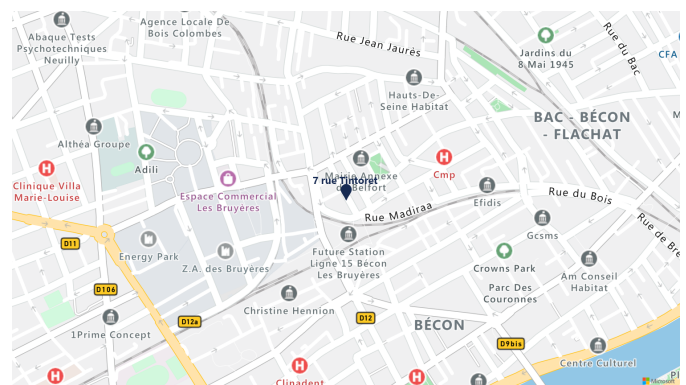 Agence Locale De
Bois Colombes
Abaque Tests
Psychotechniques
Neuilly
Rue Jean Jaurès
Jardins du
8 Mai 1945
Rue du Bac
CFA
Hauts-De-
Seine Habitat
BAC - BÉCON
- FLACHAT
Althéa Groupe
Adili
Clinique Villa
Marie-Louise
Espace Commercial
Les Bruyères
Mairie Annexe
de Belfort
7 rue Tintoret
Cmp
Efidis
Rue du Bois
Rue Madiraa
Gcsms
D11
Energy Park
Z.A. des Bruyères
Future Station
Ligne 15 Bécon
Les Bruyères
Crowns Park
Parc Des
Couronnes
Am Conseil
Habitat
D106
D12a
Christine Hennion
1Prime Concept
D12
BÉCON
D9bis
Centre Culturel
Clinadent
Microsoft